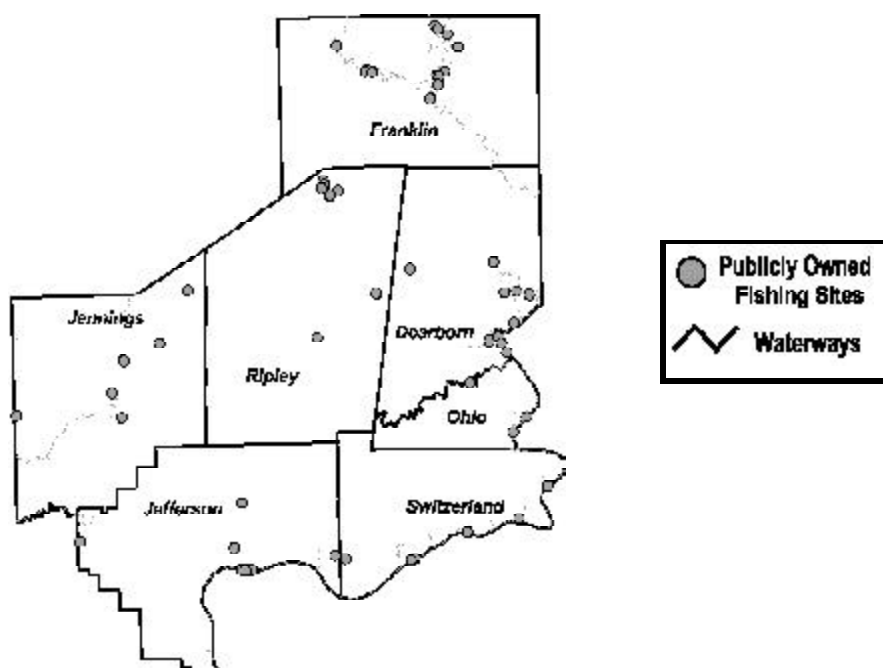 Franklin
Jennings
Dearborn
Ripley
Ohio
Jefferson
Switzerland
Publicly Owned
Fishing Sites
Waterways